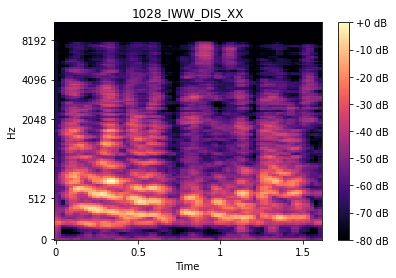 1028_IWW_DIS_XX
+0 dB
8192
-10 dB
4096
-20 dB
-30 dB
2048
Hz
-40 dB
1024
-50 dB
512
-60 dB
-70 dB
0
-80 dB
0
0.5
1
1.5
Time